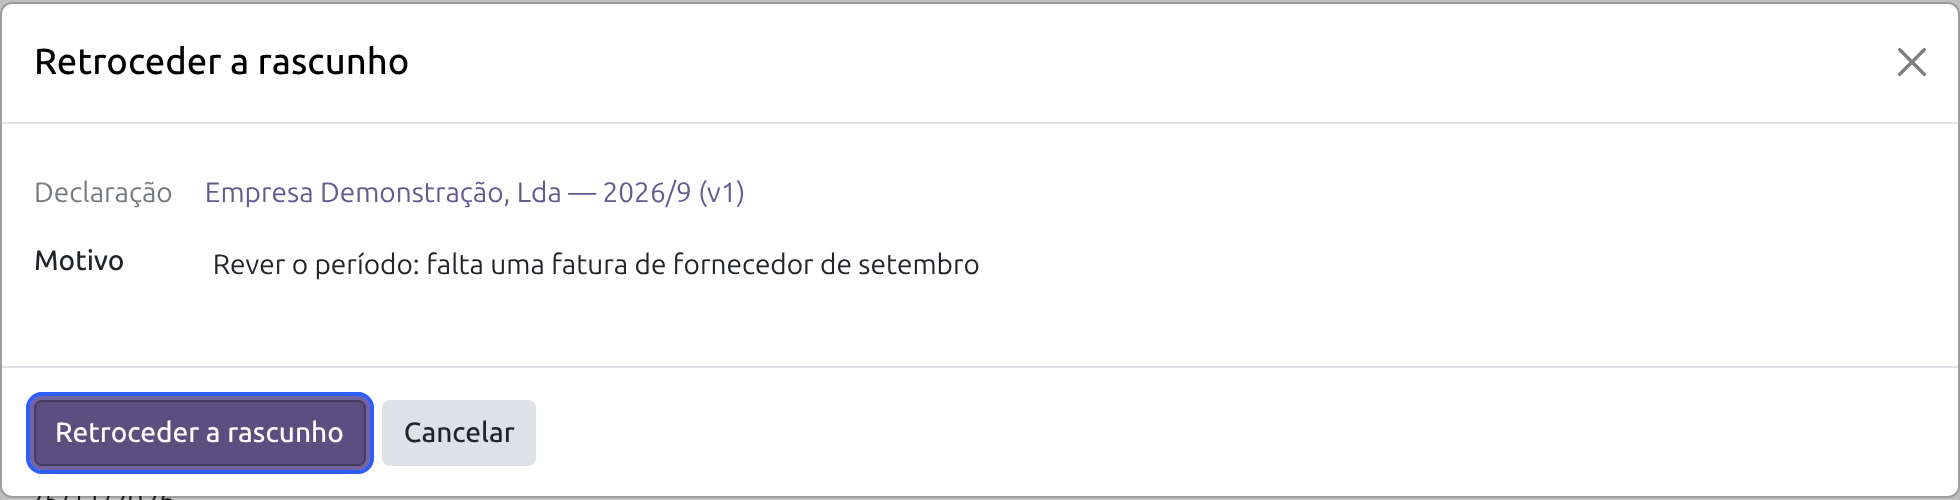 Retroceder a rascunho
Declaração Empresa Demonstração, Lda — 2026/9 (v1)
Motivo Rever o período: falta uma fatura de fornecedor de setembro
Retroceder a rascunho Cancelar